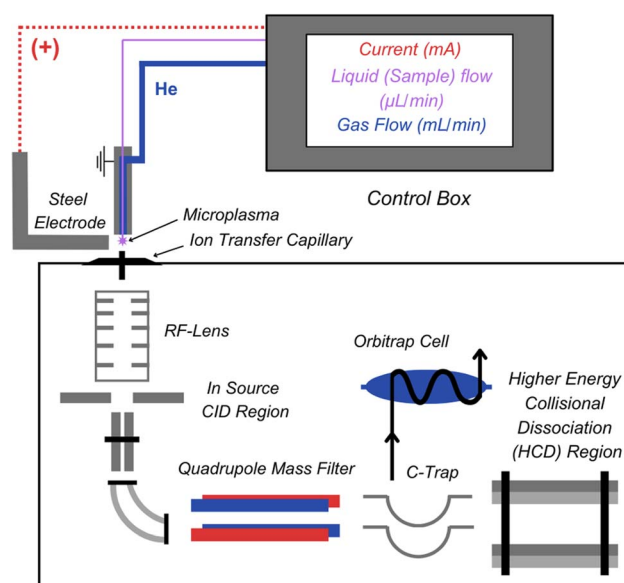 (+)
He
Current (mA)
Liquid (Sample) flow
(µL/min)
Gas Flow (mL/min)
Control Box
Steel
Electrode
Microplasma
Ion Transfer Capillary
RF-Lens
In Source
CID Region
Orbitrap Cell
Higher Energy
Collisional
Dissociation
(HCD) Region
Quadrupole Mass Filter
C-Trap